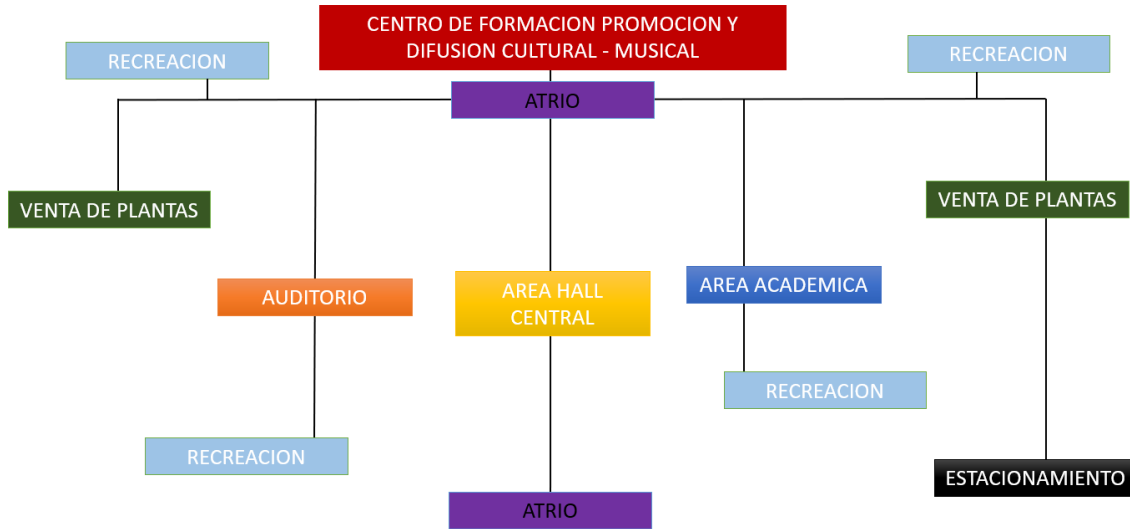 CENTRO DE FORMACION PROMOCION Y
DIFUSION CULTURAL - MUSICAL
RECREACION
RECREACION
ATRIO
VENTA DE PLANTAS
VENTA DE PLANTAS
AUDITORIO
AREA HALL
CENTRAL
AREA ACADEMICA
RECREACION
RECREACION
ESTACIONAMIENTO
ATRIO